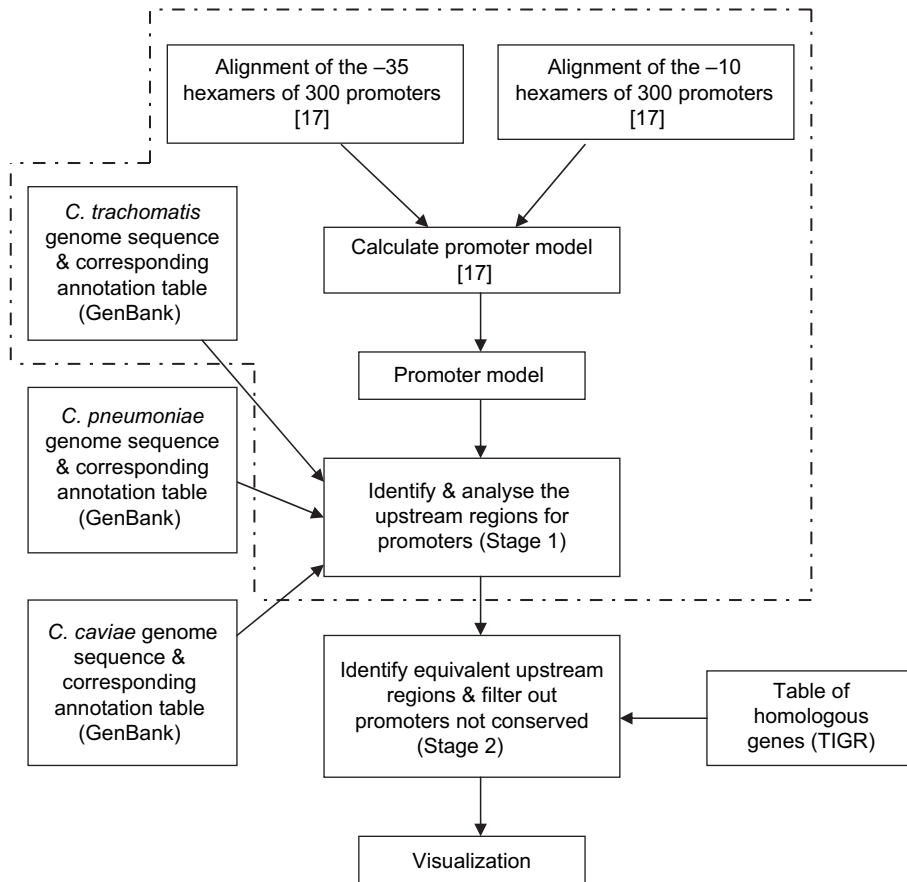 Alignment of the –35
hexamers of 300 promoters
[17]
Alignment of the –10
hexamers of 300 promoters
[17]
C. trachomatis
genome sequence
& corresponding
annotation table
(GenBank)
Calculate promoter model
[17]
Promoter model
C. pneumoniae
genome sequence
& corresponding
annotation table
(GenBank)
Identify & analyse the
upstream regions for
promoters (Stage 1)
C. caviae genome
sequence &
corresponding
annotation table
(GenBank)
Identify equivalent upstream
regions & filter out
promoters not conserved
(Stage 2)
Table of
homologous
genes (TIGR)
Visualization